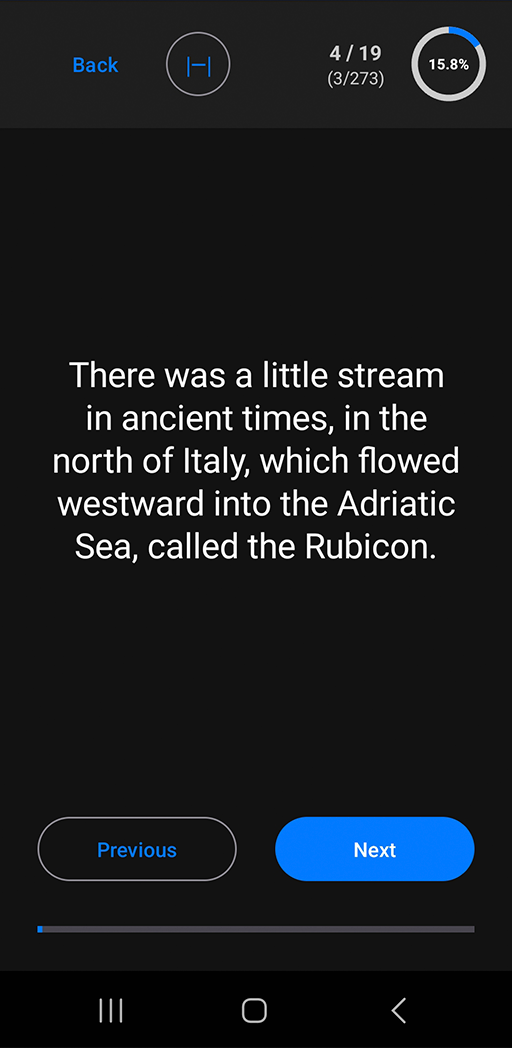 Back
4 / 19
(3/273)
15.8%
There was a little stream
in ancient times, in the
north of Italy, which flowed
westward into the Adriatic
Sea, called the Rubicon.
Previous
Next